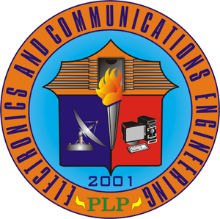 ELECTRONICS AND COMMUNICATIONS ENGINEERING
2001
PLP